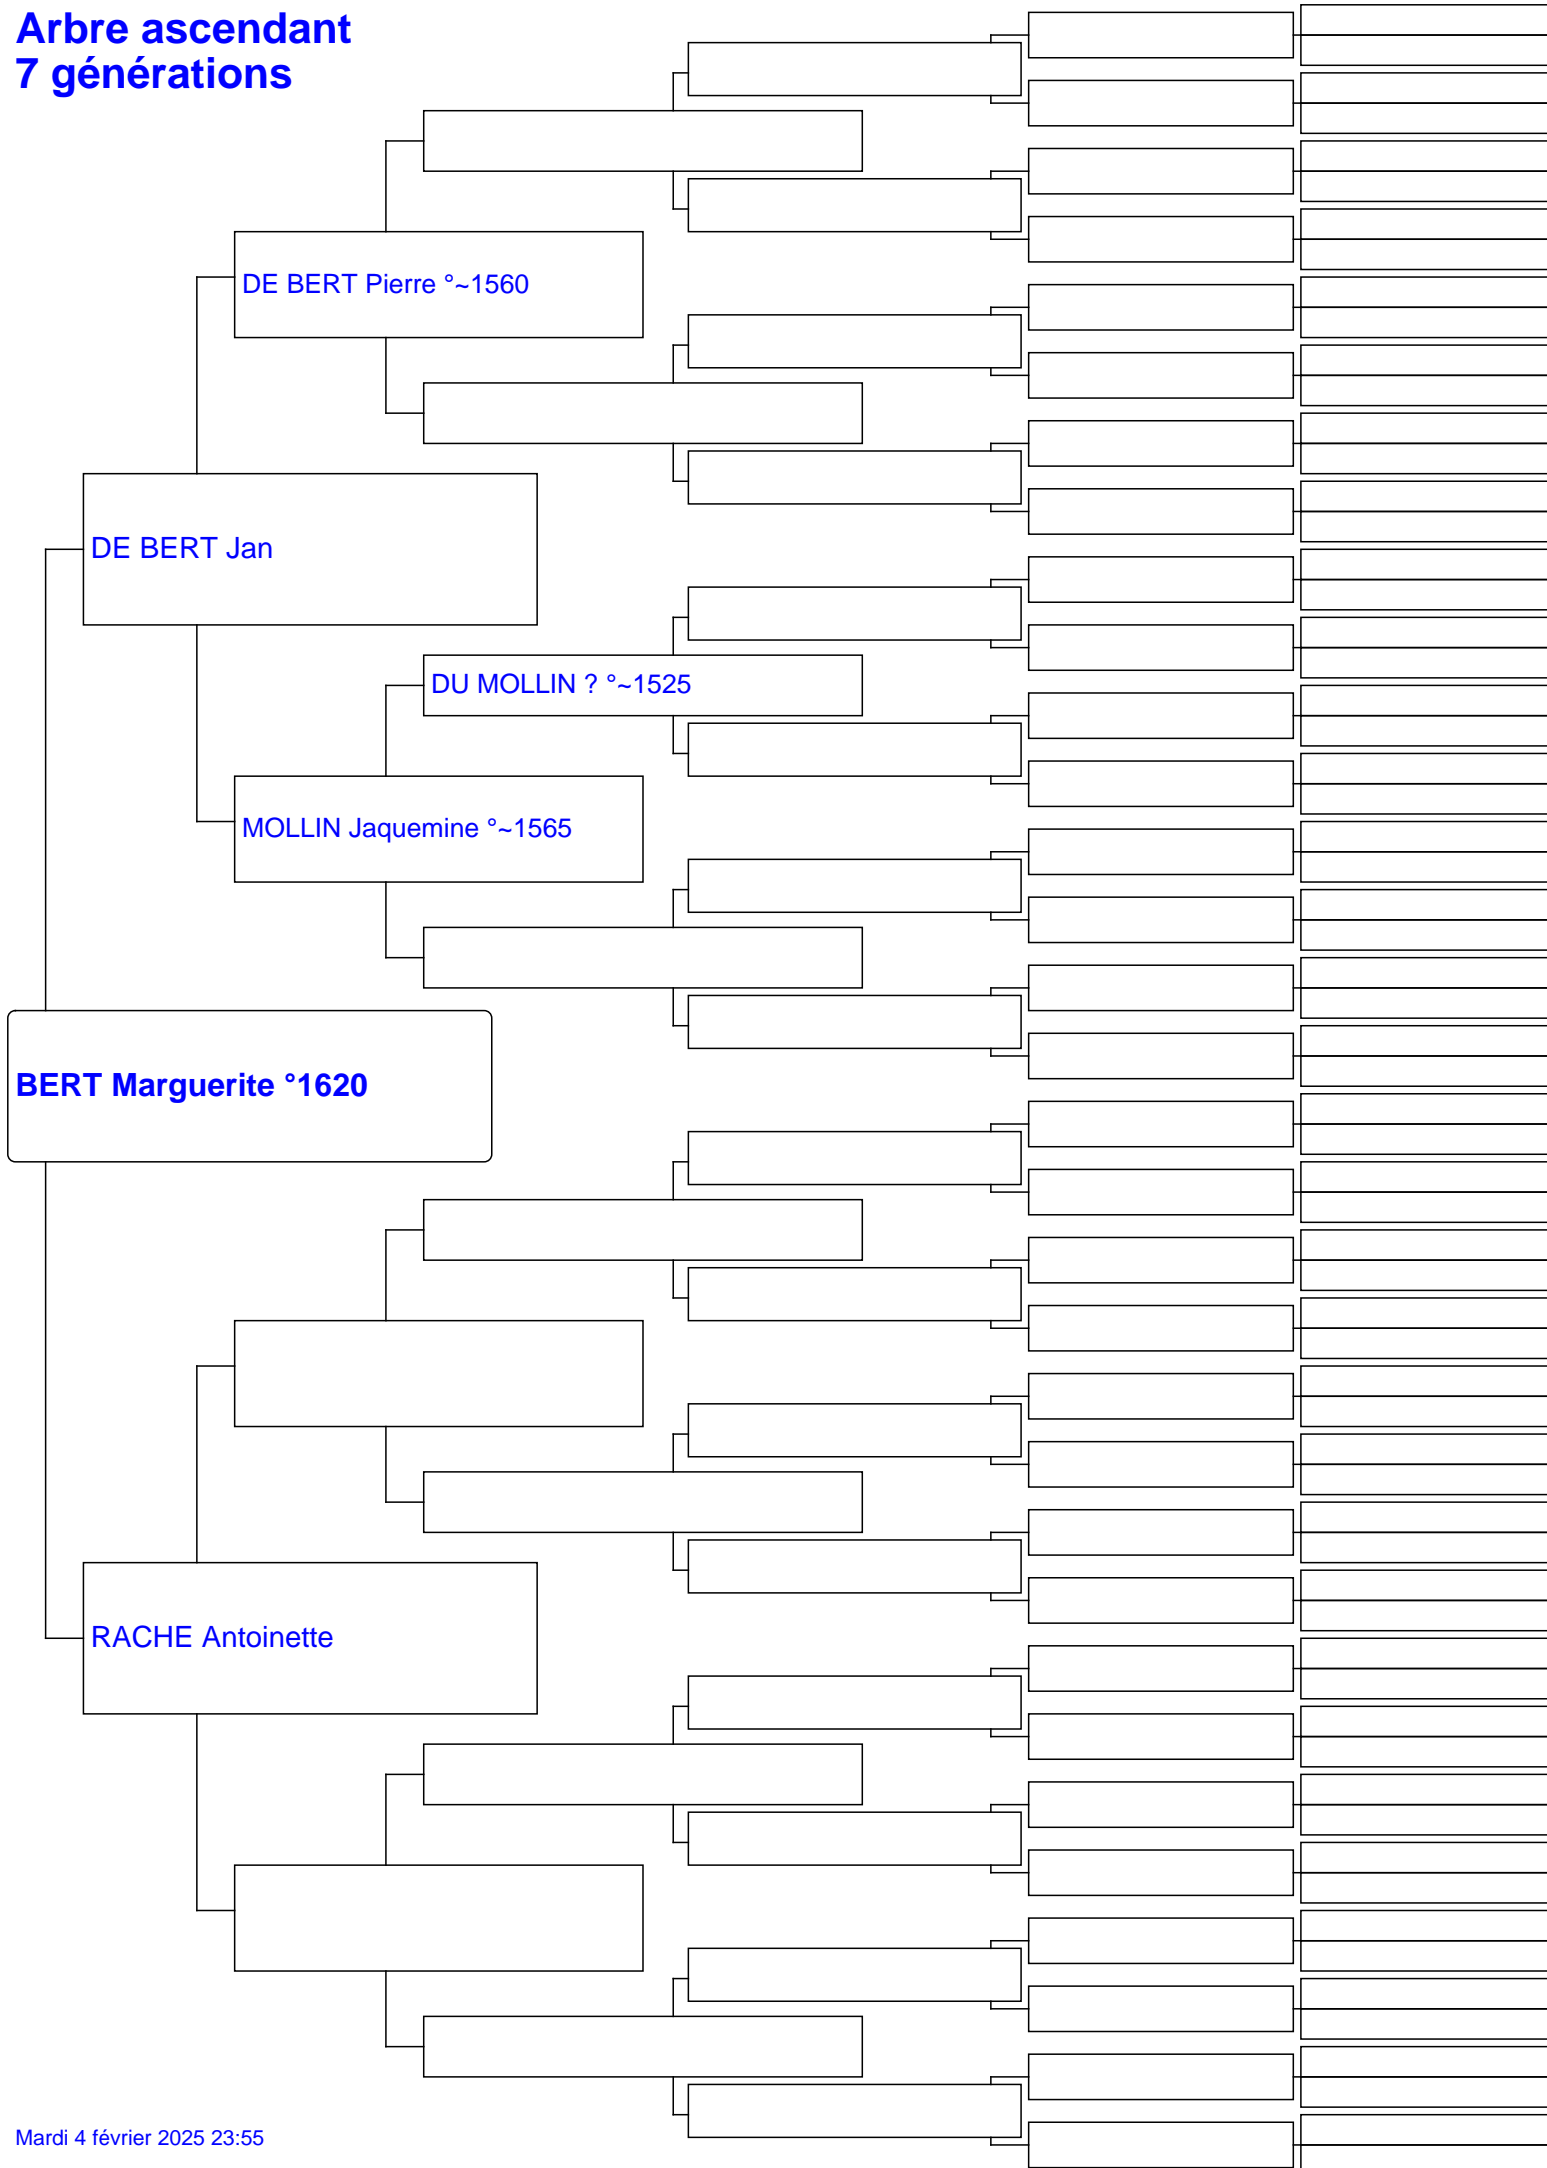 Arbre ascendant
7 générations
DE BERT Pierre °~1560
DE BERT Jan
DU MOLLIN ? °~1525
MOLLIN Jaquemine °~1565
BERT Marguerite °1620
RACHE Antoinette
Mardi 4 février 2025 23:55